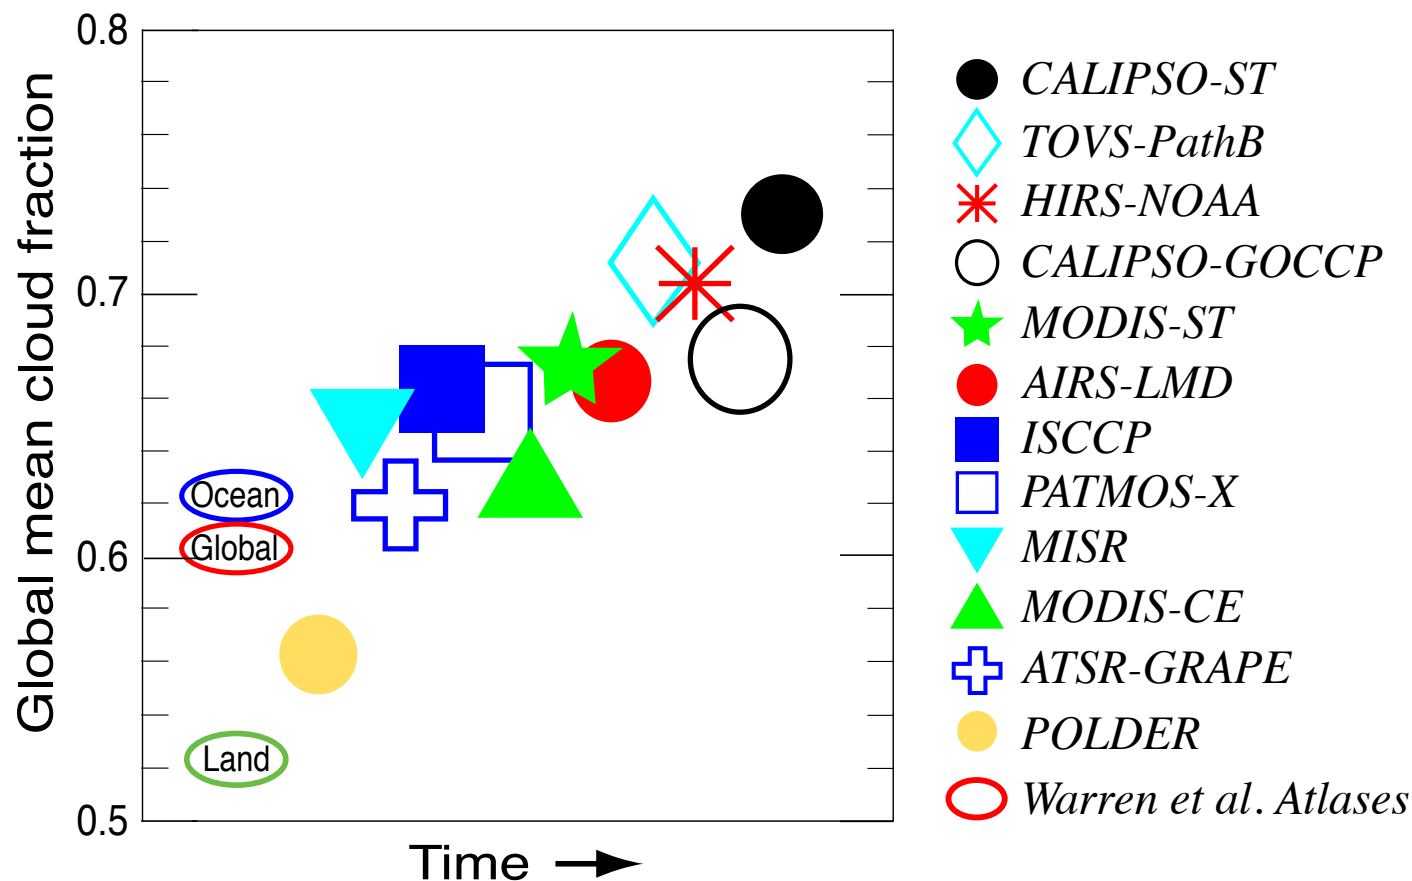 Global mean cloud fraction
0.8
0.7
0.6
0.5
Ocean
Global
Land
Time
CALIPSO-ST
TOVS-PathB
HIRS-NOAA
CALIPSO-GOCCP
MODIS-ST
AIRS-LMD
ISCCP
PATMOS-X
MISR
MODIS-CE
ATSR-GRAPE
POLDER
Warren et al. Atlases